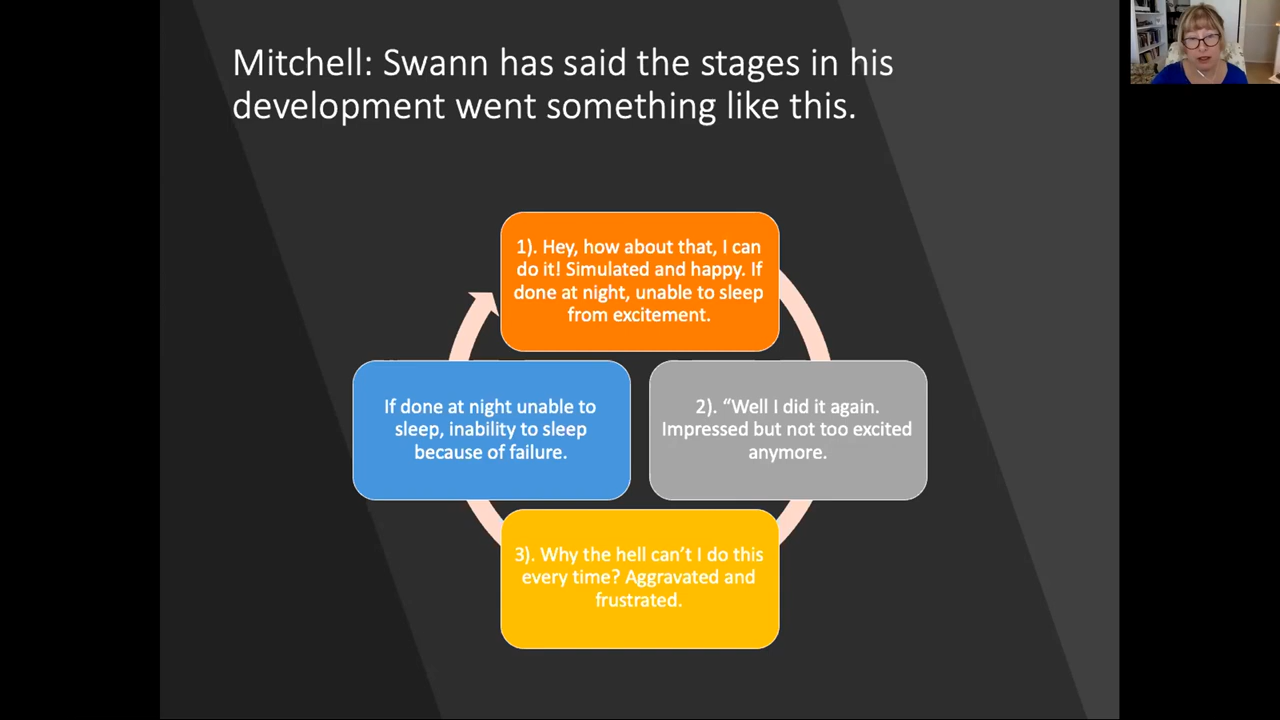 Mitchell: Swann has said the stages in his
development went something like this.
1). Hey, how about that, I can
do it! Simulated and happy. If
done at night, unable to sleep
from excitement.
2). “Well I did it again.
Impressed but not too excited
anymore.
3). Why the hell can’t I do this
every time? Aggravated and
frustrated.
If done at night unable to
sleep, inability to sleep
because of failure.